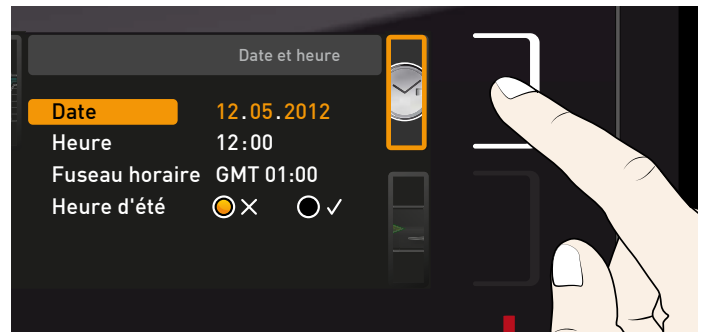 Date et heure
Date 12.05.2012
Heure 12:00
Fuseau horaire GMT 01:00
Heure d'été